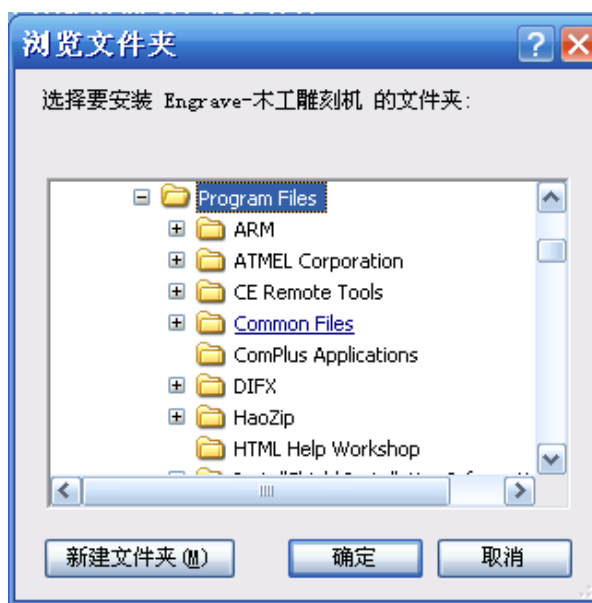 浏览文件夹
选择要安装 Engrave-木工雕刻机 的文件夹:
Program Files
ARM
ATMEL Corporation
CE Remote Tools
Common Files
ComPlus Applications
DIFX
HaoZip
HTML Help Workshop
新建文件夹(M) 确定 取消